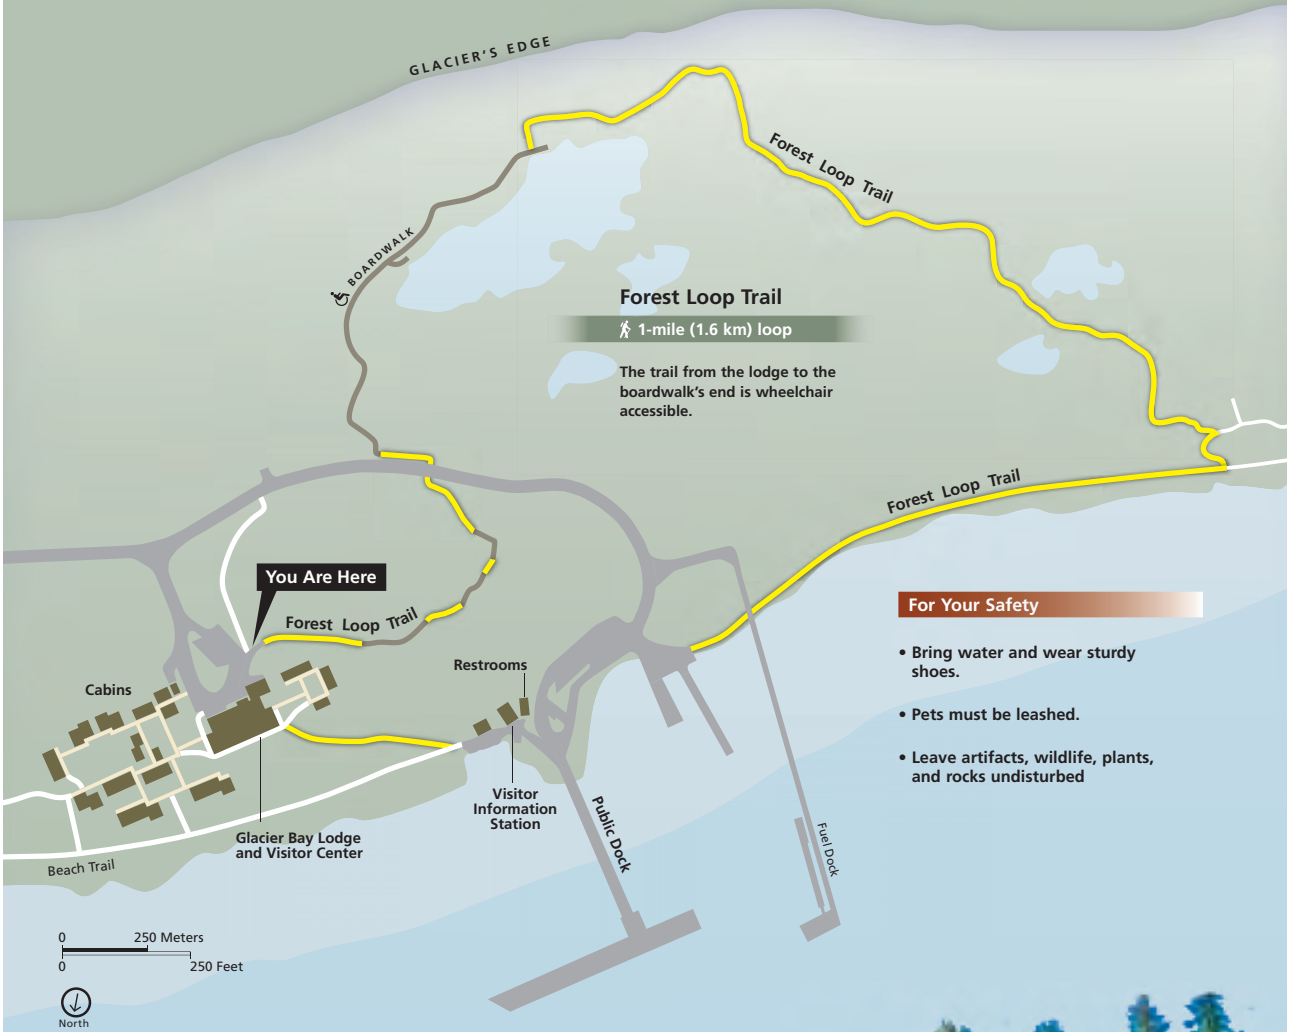 GLACIER'S EDGE
Forest Loop Trail
BOARDWALK
Forest Loop Trail
1-mile (1.6 km) loop
The trail from the lodge to the
boardwalk's end is wheelchair
accessible.
Forest Loop Trail
You Are Here
For Your Safety
Forest Loop Trail
• Bring water and wear sturdy
shoes.
Restrooms
Cabins
• Pets must be leashed.
• Leave artifacts, wildlife, plants,
and rocks undisturbed
Visitor
Information
Station
Public Dock
Fuel Dock
Glacier Bay Lodge
and Visitor Center
Beach Trail
0 250 Meters
0 250 Feet
North